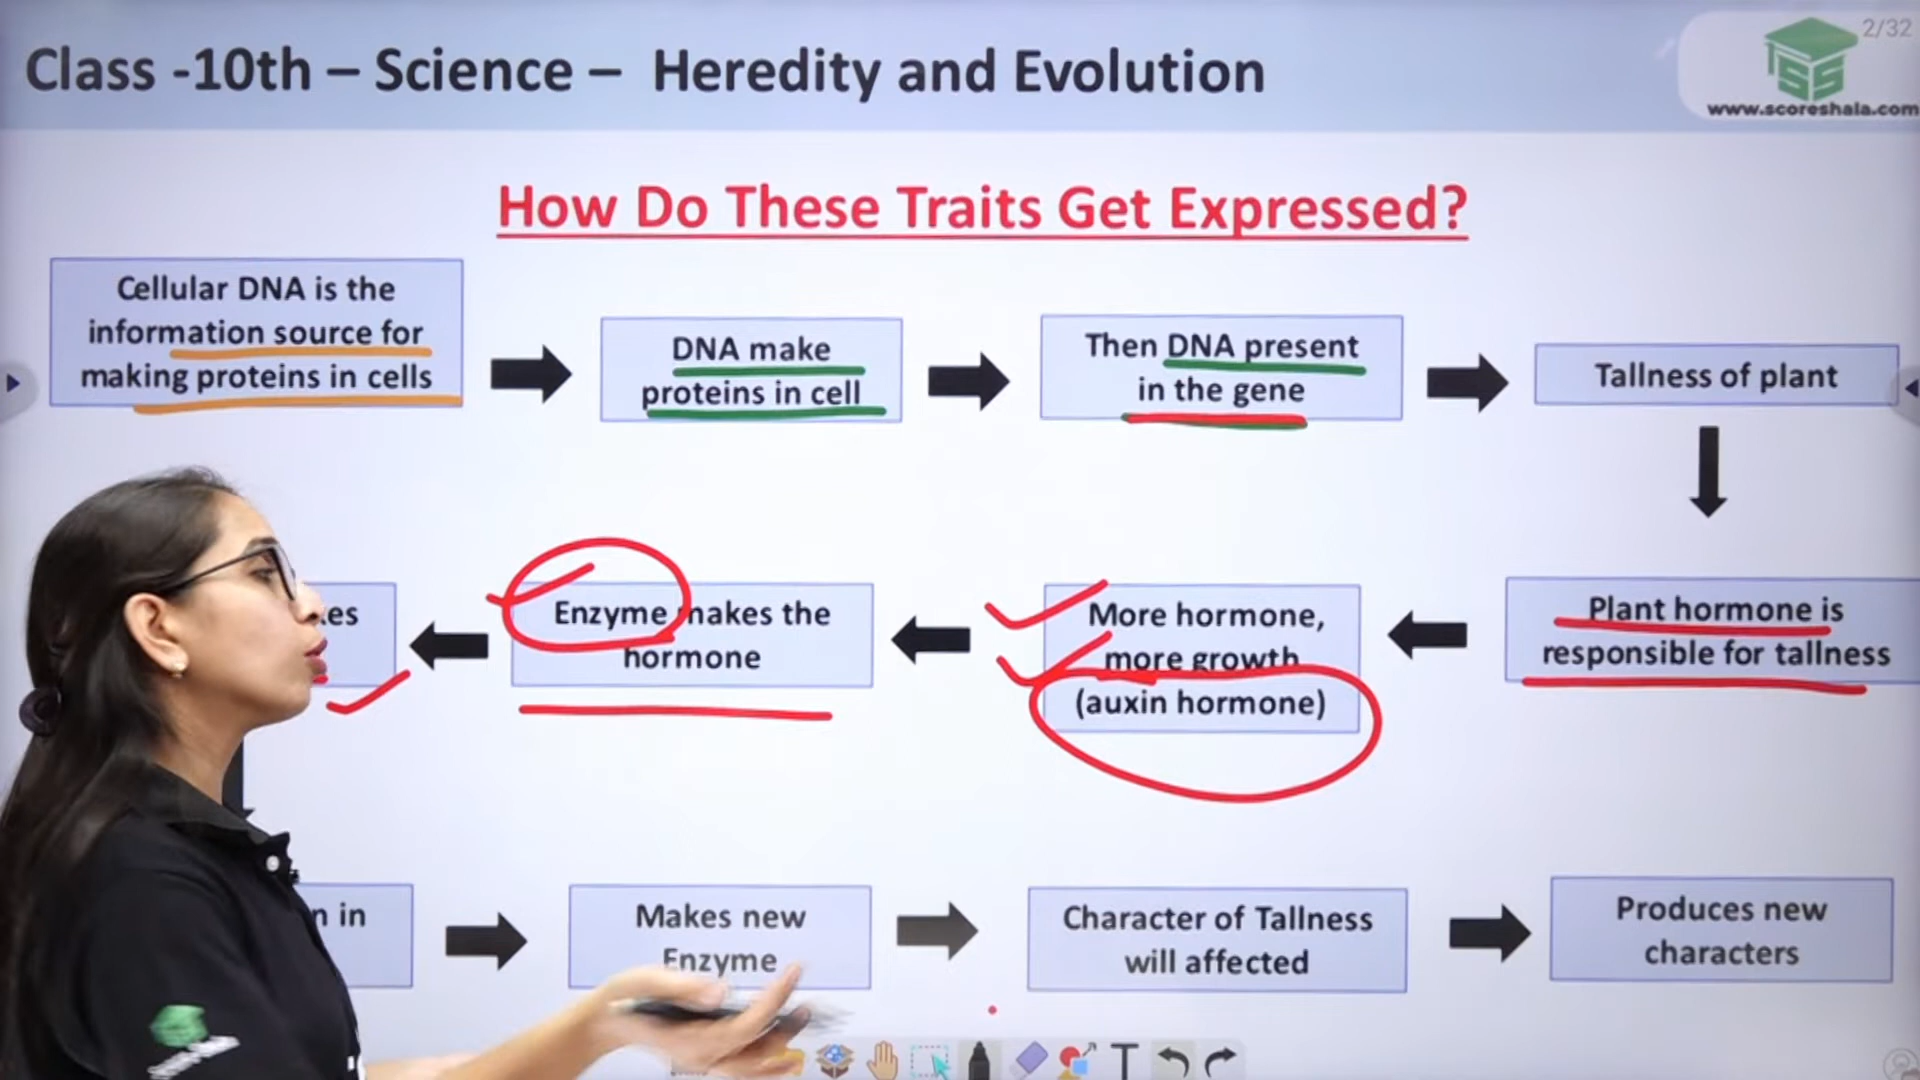 Class -10th – Science – Heredity and Evolution
2/32
www.scoreshala.com
How Do These Traits Get Expressed?
Cellular DNA is the
information source for
making proteins in cells
DNA make
proteins in cell
Then DNA present
in the gene
Tallness of plant
Enzyme makes the
hormone
More hormone,
more growth
(auxin hormone)
Plant hormone is
responsible for tallness
n in
Makes new
Enzyme
Character of Tallness
will affected
Produces new
characters